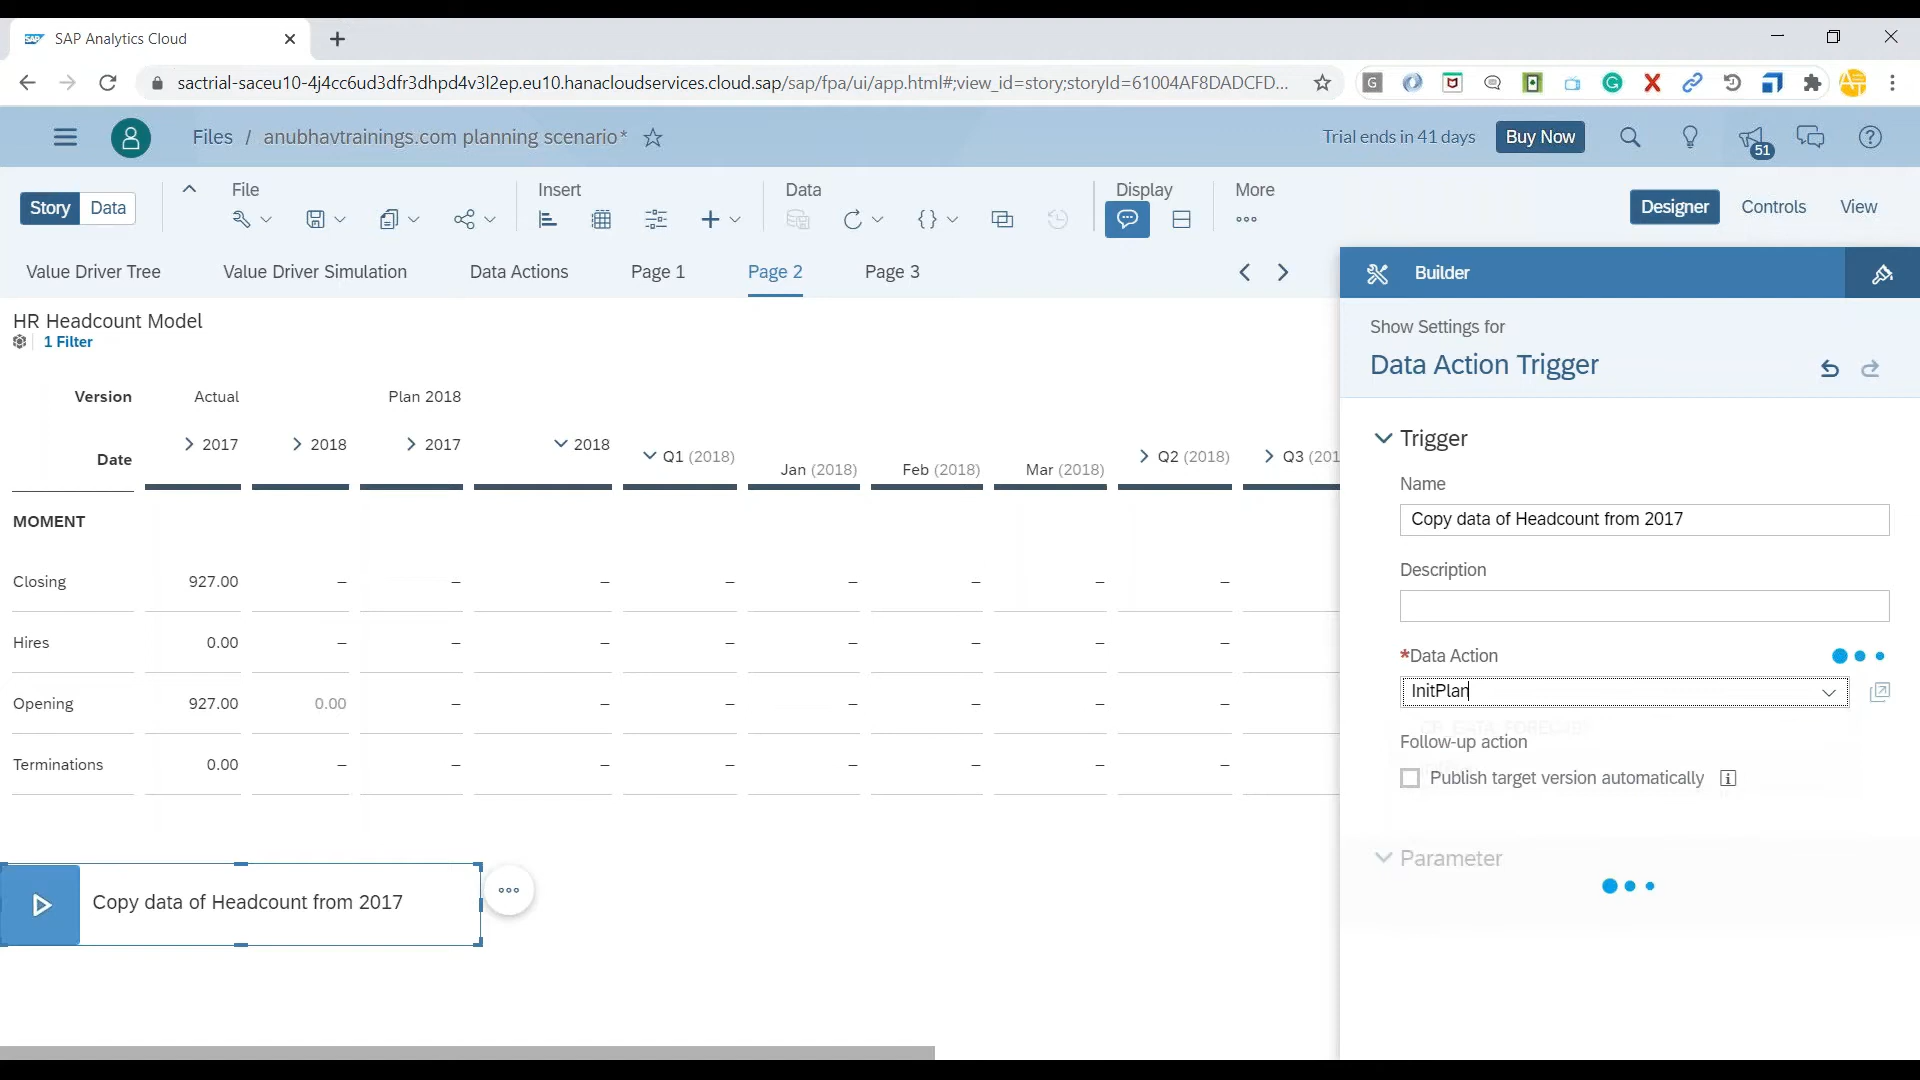 SAP Analytics Cloud
sactrial-saceu10-4j4cc6ud3dfr3dhpd4v3l2ep.eu10.hanacloudservices.cloud.sap/sap/fpa/ui/app.html#;view_id=story;storyId=61004AF8DADCFD...
Files / anubhavtrainings.com planning scenario*
Trial ends in 41 days
Buy Now
51
Story Data
File
Insert
Data
Display
More
Designer
Controls
View
Value Driver Tree
Value Driver Simulation
Data Actions
Page 1
Page 2
Page 3
HR Headcount Model
1 Filter
Version Actual Plan 2018
Date 2017 2018 2017 2018 Q1 (2018) Jan (2018) Feb (2018) Mar (2018) Q2 (2018) Q3 (201
MOMENT
Closing 927.00 – – – – – – – –
Hires 0.00 – – – – – – – –
Opening 927.00 0.00 – – – – – – –
Terminations 0.00 – – – – – – – –
Copy data of Headcount from 2017
Builder
Show Settings for
Data Action Trigger
Trigger
Name
Copy data of Headcount from 2017
Description
*Data Action
InitPlan
Follow-up action
Publish target version automatically
Parameter